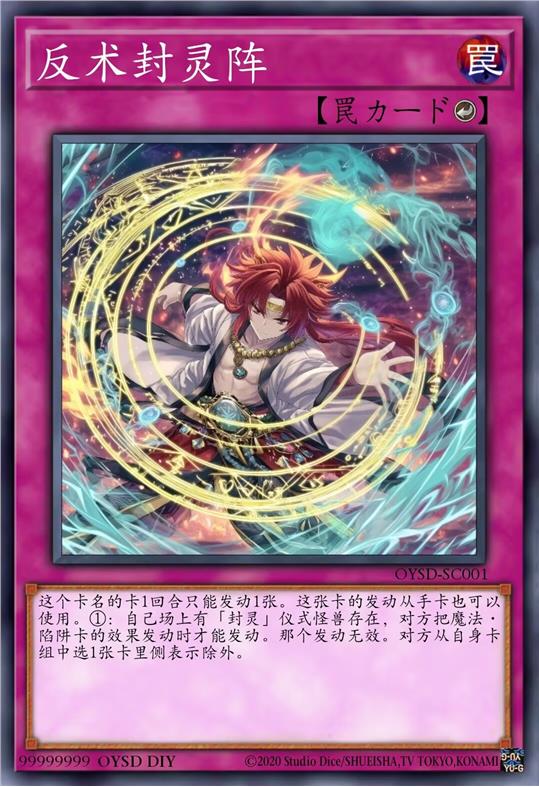 反术封灵阵
罠
【罠カード】
OYSD-SC001
这个卡名的卡1回合只能发动1张。这张卡的发动从手卡也可以
使用。①：自己场上有「封灵」仪式怪兽存在，对方把魔法·
陷阱卡的效果发动时才能发动。那个发动无效。对方从自身卡
组中选1张卡里侧表示除外。
99999999 OYSD DIY
©2020 Studio Dice/SHUEISHA,TV TOKYO,KONAMI
YU-G